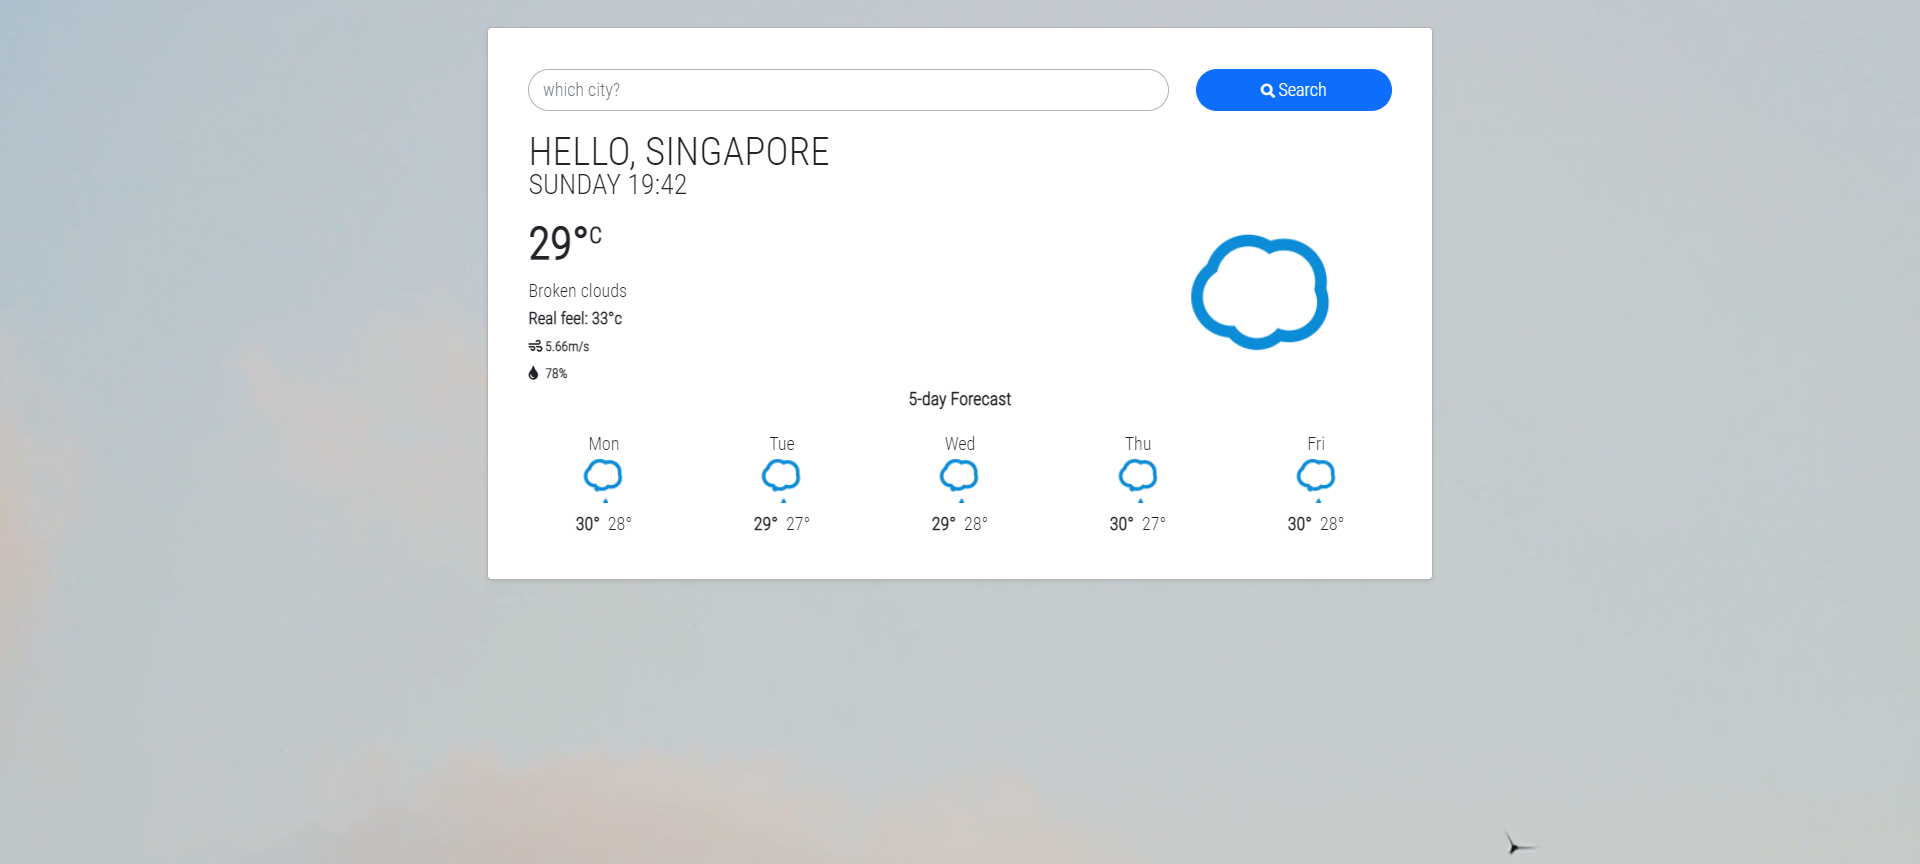 which city?
Search
HELLO, SINGAPORE
SUNDAY 19:42
29°C
Broken clouds
Real feel: 33°c
5.66m/s
78%
5-day Forecast
Mon Tue Wed Thu Fri
30° 28° 29° 27° 29° 28° 30° 27° 30° 28°